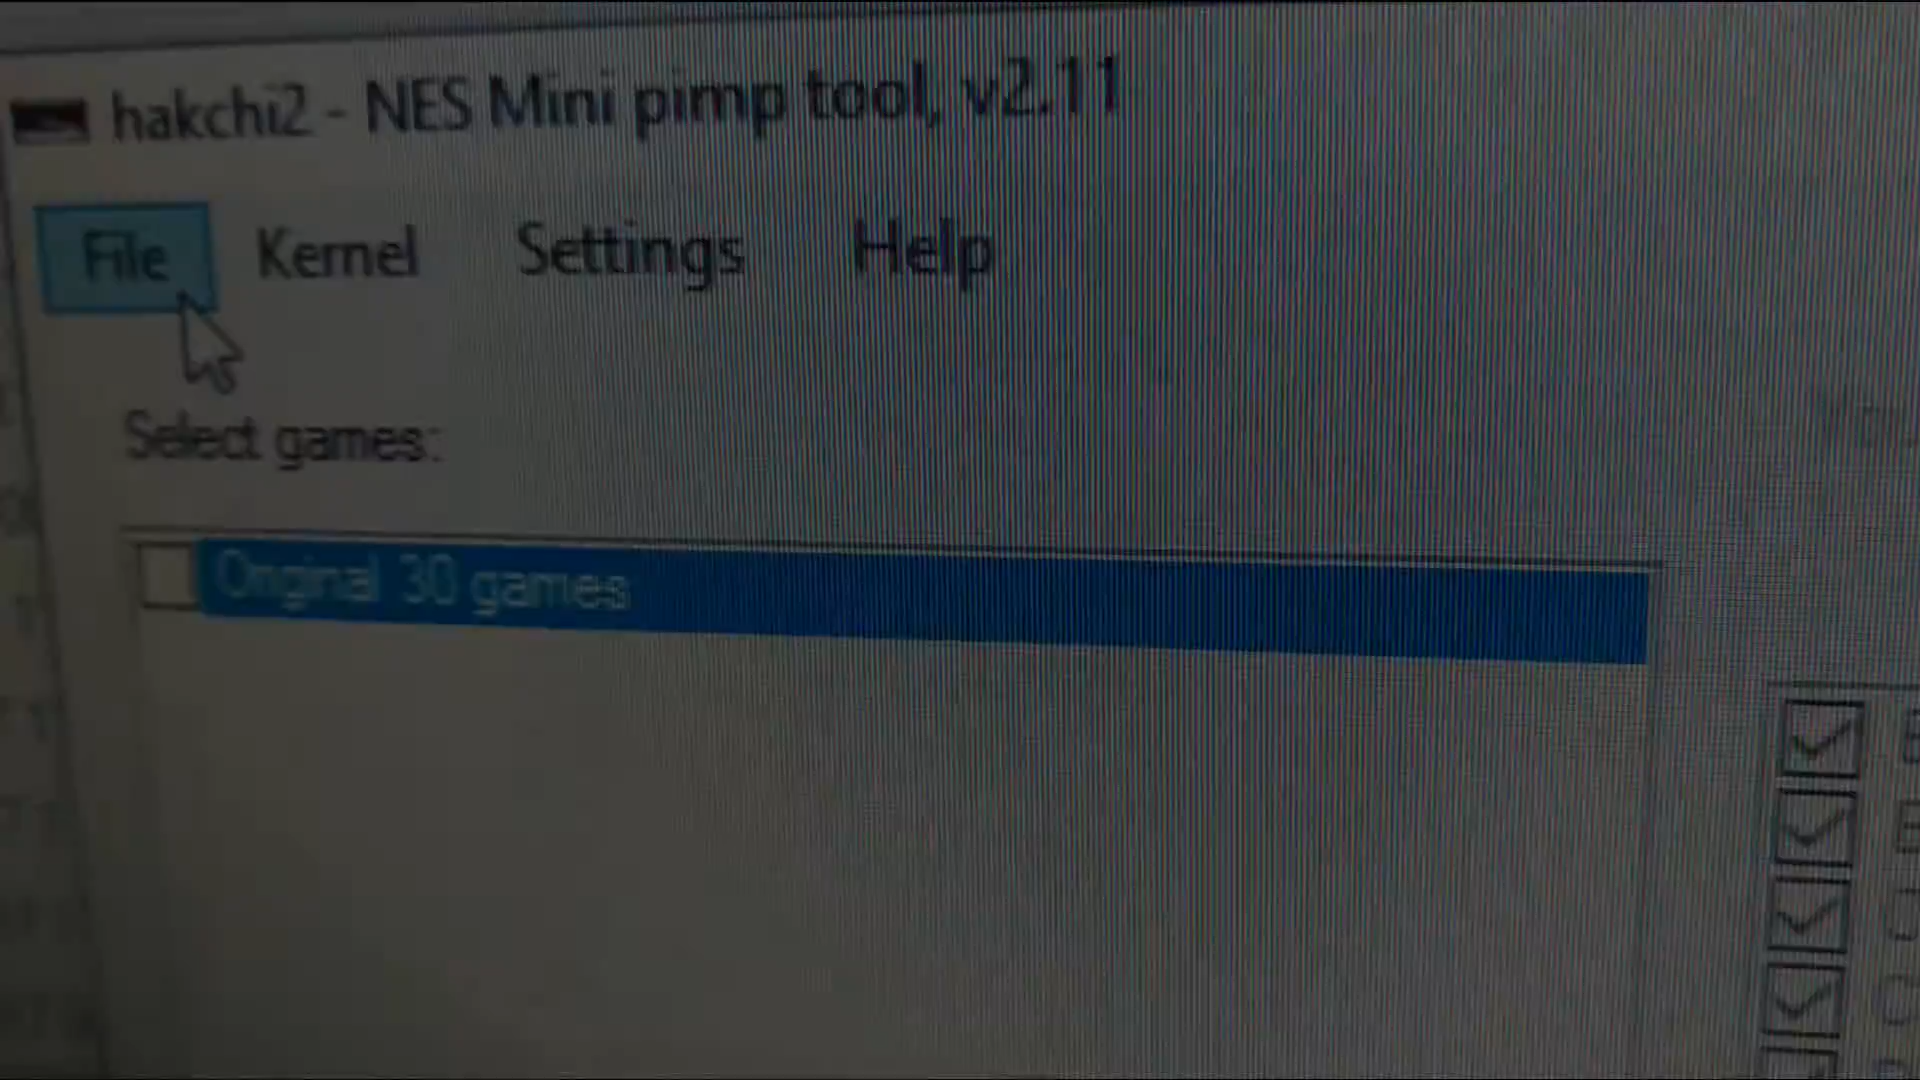 hakchi2 - NES Mini pimp tool, v2.11
File Kernel Settings Help
Select games:
Original 30 games